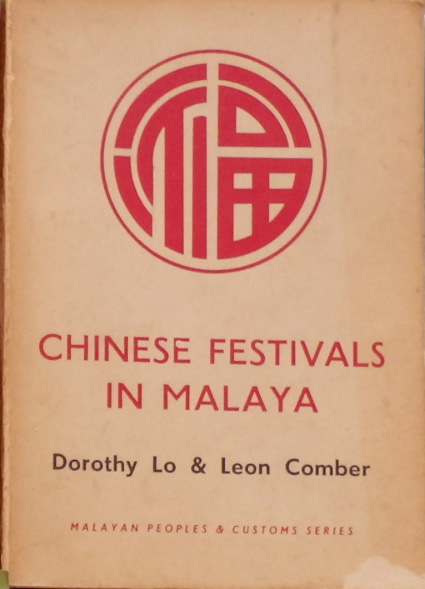 福
CHINESE FESTIVALS
IN MALAYA
Dorothy Lo & Leon Comber
MALAYAN PEOPLES & CUSTOMS SERIES